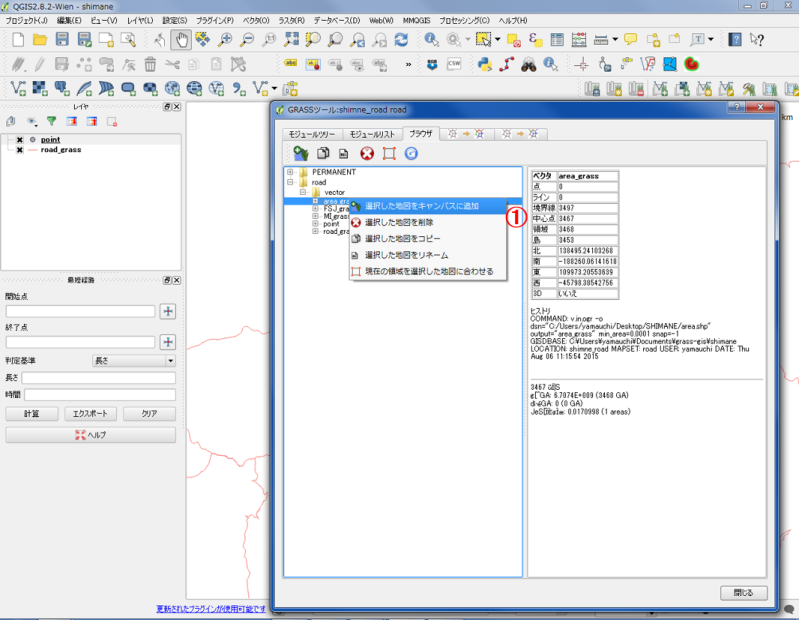 QGIS2.8.2-Wien - shimane
プロジェクト(J) 編集(E) ビュー(V) レイヤ(L) 設定(S) プラグイン(P) ベクタ(O) ラスタ(R) データベース(D) Web(W) MMQGIS プロセッシング(C) ヘルプ(H)
レイヤ
point
road_grass
最短経路
開始点
終了点
判定基準 長さ
長さ
時間
計算 エクスポート クリア
ヘルプ
更新されたプラグインが使用可能です
km
GRASSツール:shimne_road road
モジュールツリー モジュールリスト ブラウザ
PERMANENT
road
vector
area_gra
FSJ_gra
MI_grass
point
road_gra
選択した地図をキャンバスに追加
選択した地図を削除
選択した地図をコピー
選択した地図をリネーム
現在の領域を選択した地図に合わせる
①
ベクタ area_grass
点 0
ライン 0
境界線 3497
中心点 3467
領域 3468
島 3453
北 138495.24103268
南 -188260.06141618
東 109973.20553639
西 -45798.38542756
3D いいえ
ヒストリ
COMMAND: v.in.ogr -o
dsn="C:/Users/yamauchi/Desktop/SHIMANE/area.shp"
output="area_grass" min_area=0.0001 snap=-1
GISDBASE: C:¥Users¥yamauchi¥Documents¥grass-gis¥shimane
LOCATION: shimne_road MAPSET: road USER: yamauchi DATE: Thu
Aug 06 11:15:54 2015
(3468 GA)
0 (0 GA)
0.0170998 (1 areas)
閉じる